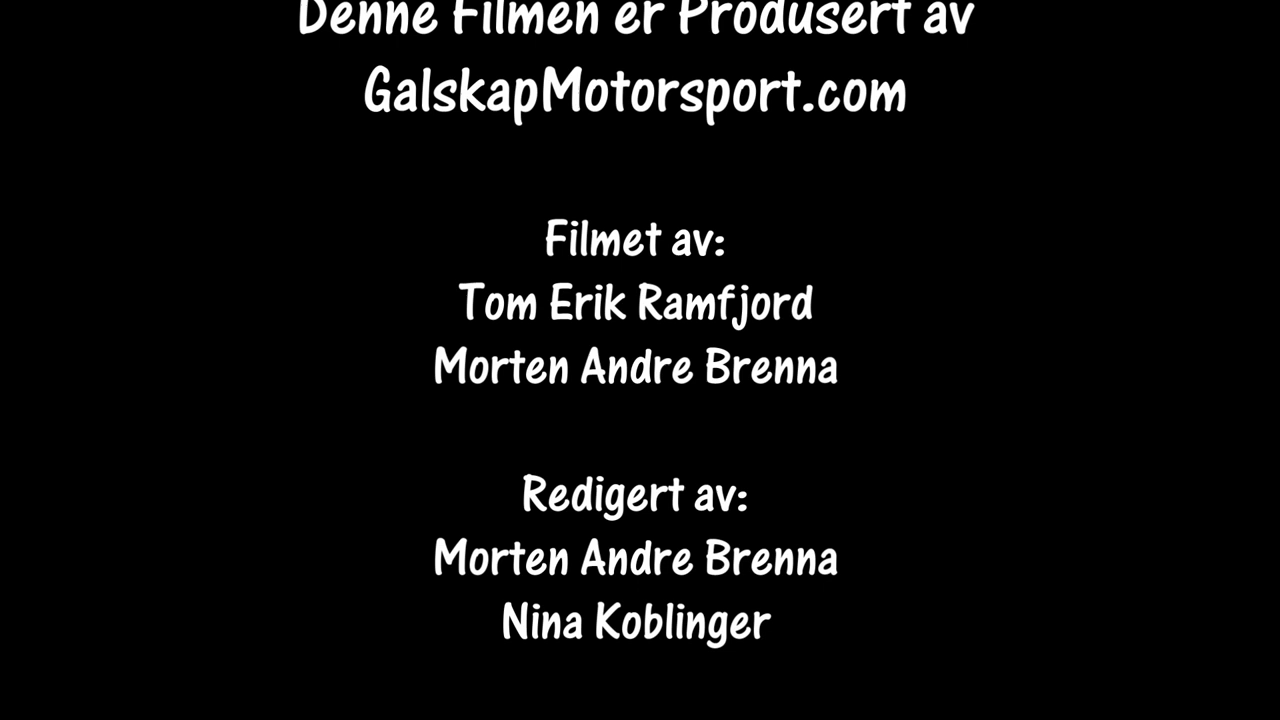 Denne Filmen er Produsert av
GalskapMotorsport.com
Filmet av:
Tom Erik Ramfjord
Morten Andre Brenna
Redigert av:
Morten Andre Brenna
Nina Koblinger